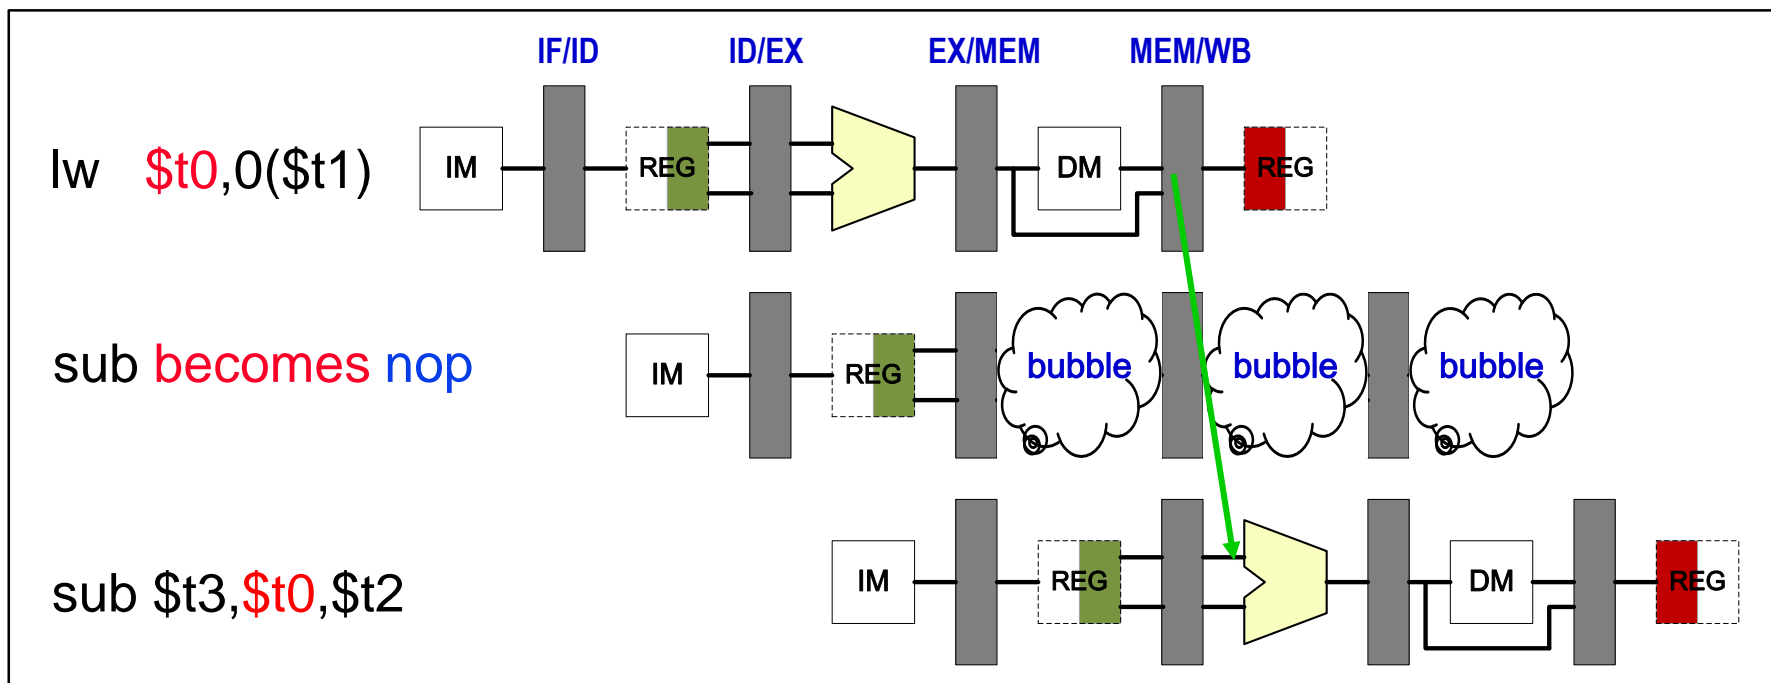 IF/ID ID/EX EX/MEM MEM/WB
lw $t0,0($t1) IM REG DM REG
sub becomes nop IM REG bubble bubble bubble
sub $t3,$t0,$t2 IM REG DM REG